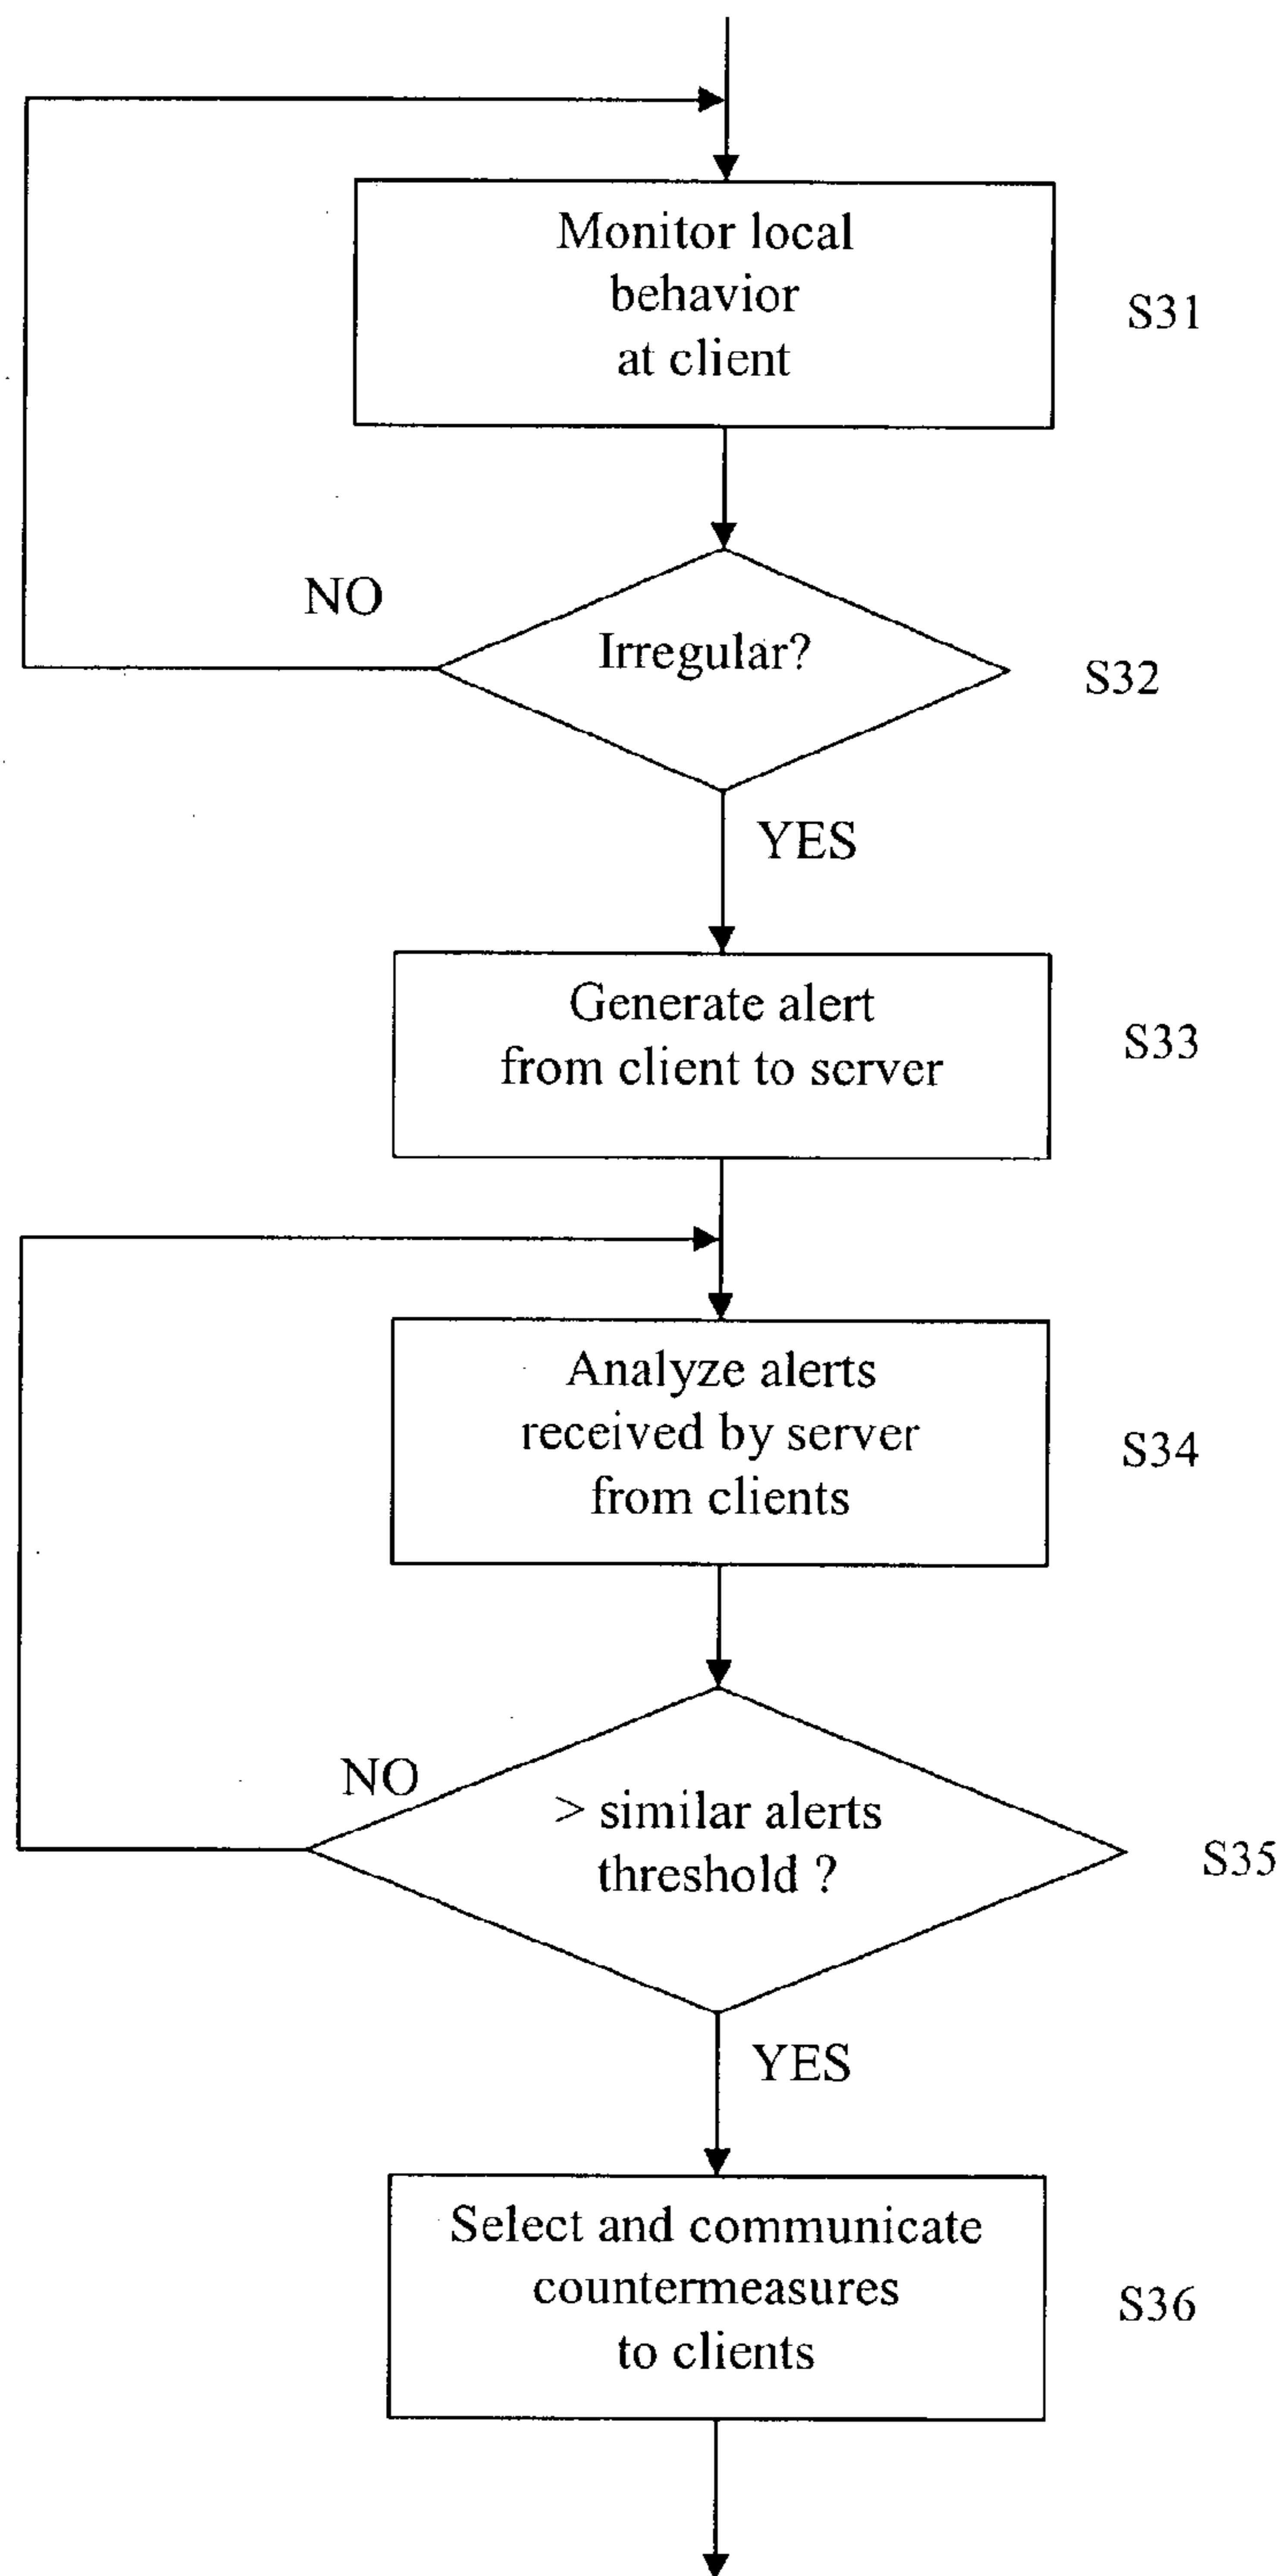 Monitor local
behavior
at client
S31
NO
Irregular?
S32
YES
Generate alert
from client to server
S33
Analyze alerts
received by server
from clients
S34
NO
> similar alerts
threshold ?
S35
YES
Select and communicate
countermeasures
to clients
S36